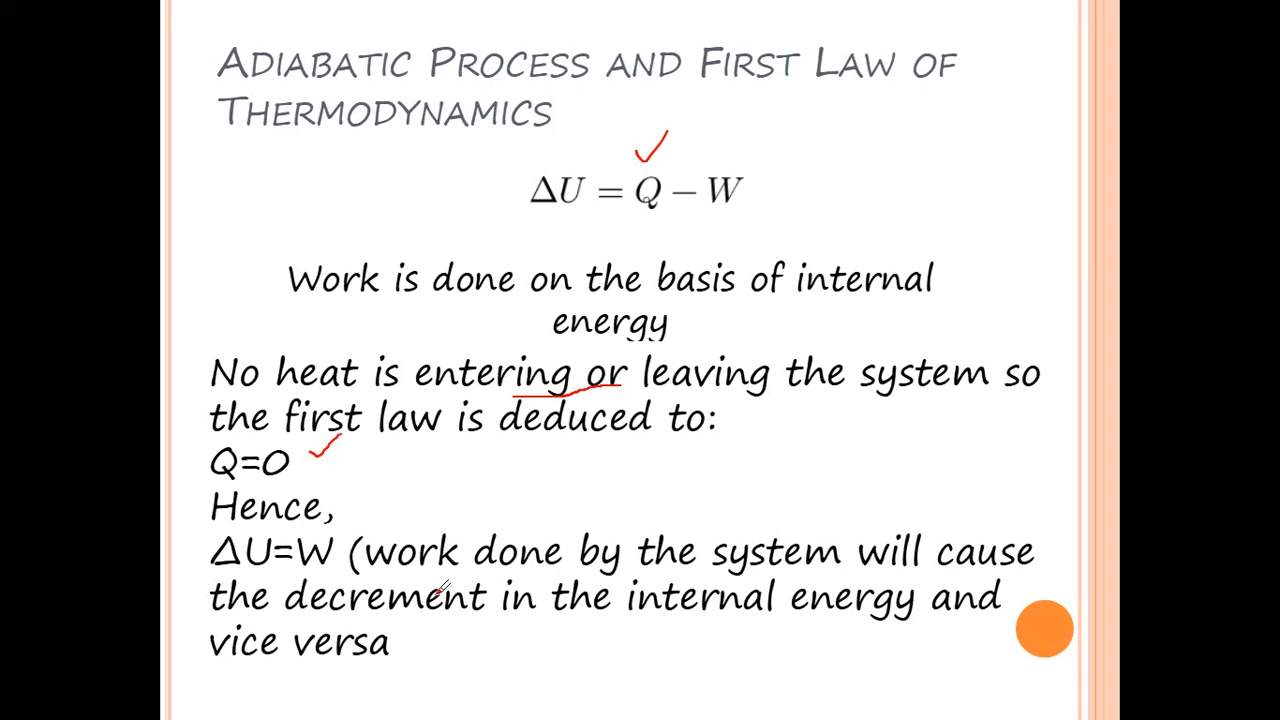 ADIABATIC PROCESS AND FIRST LAW OF
THERMODYNAMICS
ΔU = Q − W
Work is done on the basis of internal
energy
No heat is entering or leaving the system so
the first law is deduced to:
Q=0
Hence,
ΔU=W (work done by the system will cause
the decrement in the internal energy and
vice versa